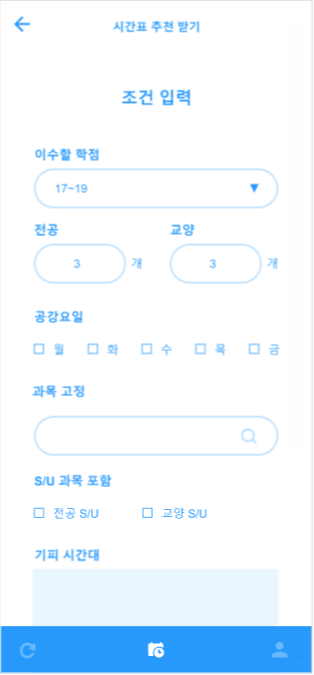 시간표 추천 받기
조건 입력
이수할 학점
17~19
전공 교양
3 개 3 개
공강요일
월 화 수 목 금
과목 고정
S/U 과목 포함
전공 S/U 교양 S/U
기피 시간대